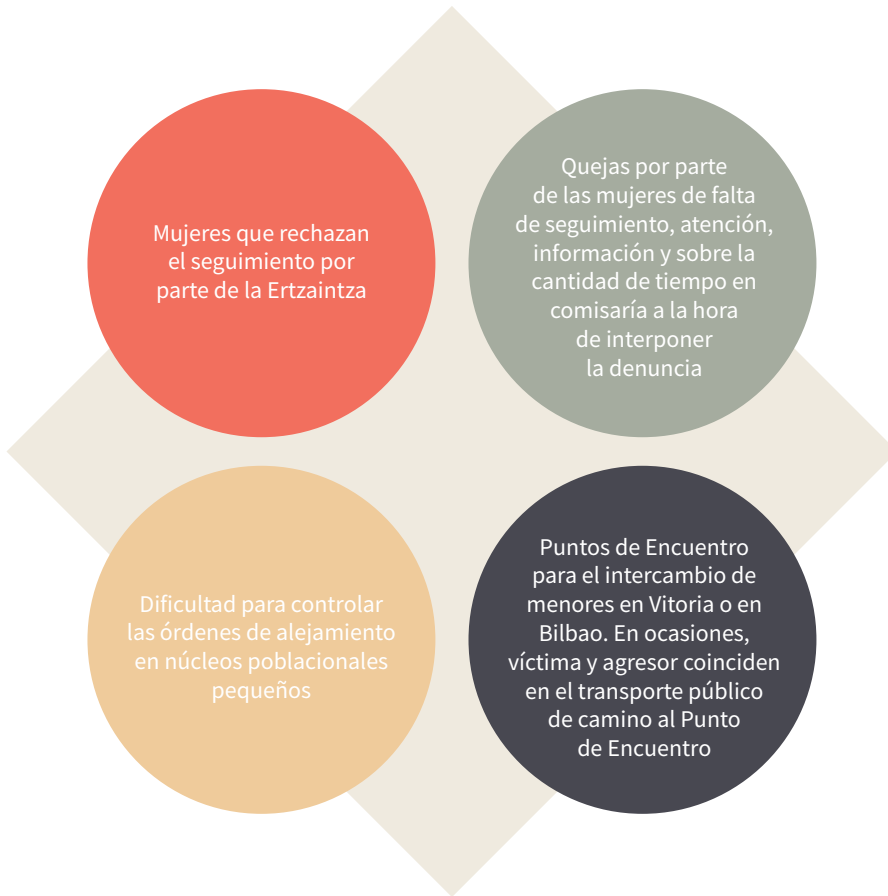 Mujeres que rechazan
el seguimiento por
parte de la Ertzaintza
Quejas por parte
de las mujeres de falta
de seguimiento, atención,
información y sobre la
cantidad de tiempo en
comisaría a la hora
de interponer
la denuncia
Dificultad para controlar
las órdenes de alejamiento
en núcleos poblacionales
pequeños
Puntos de Encuentro
para el intercambio de
menores en Vitoria o en
Bilbao. En ocasiones,
víctima y agresor coinciden
en el transporte público
de camino al Punto
de Encuentro